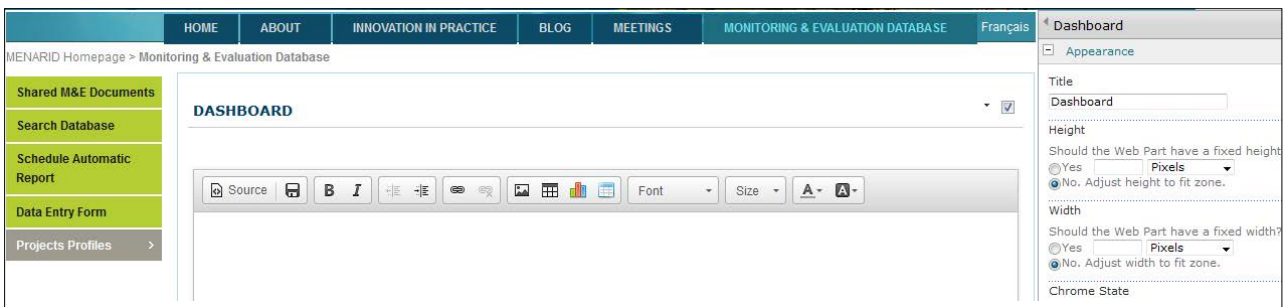 HOME ABOUT INNOVATION IN PRACTICE BLOG MEETINGS MONITORING & EVALUATION DATABASE Français
MENARID Homepage > Monitoring & Evaluation Database
Shared M&E Documents
Search Database
Schedule Automatic
Report
Data Entry Form
Projects Profiles >
DASHBOARD
Source B I Font Size A A
Dashboard
Appearance
Title
Dashboard
Height
Should the Web Part have a fixed height
Yes Pixels
No. Adjust height to fit zone.
Width
Should the Web Part have a fixed width?
Yes Pixels
No. Adjust width to fit zone.
Chrome State